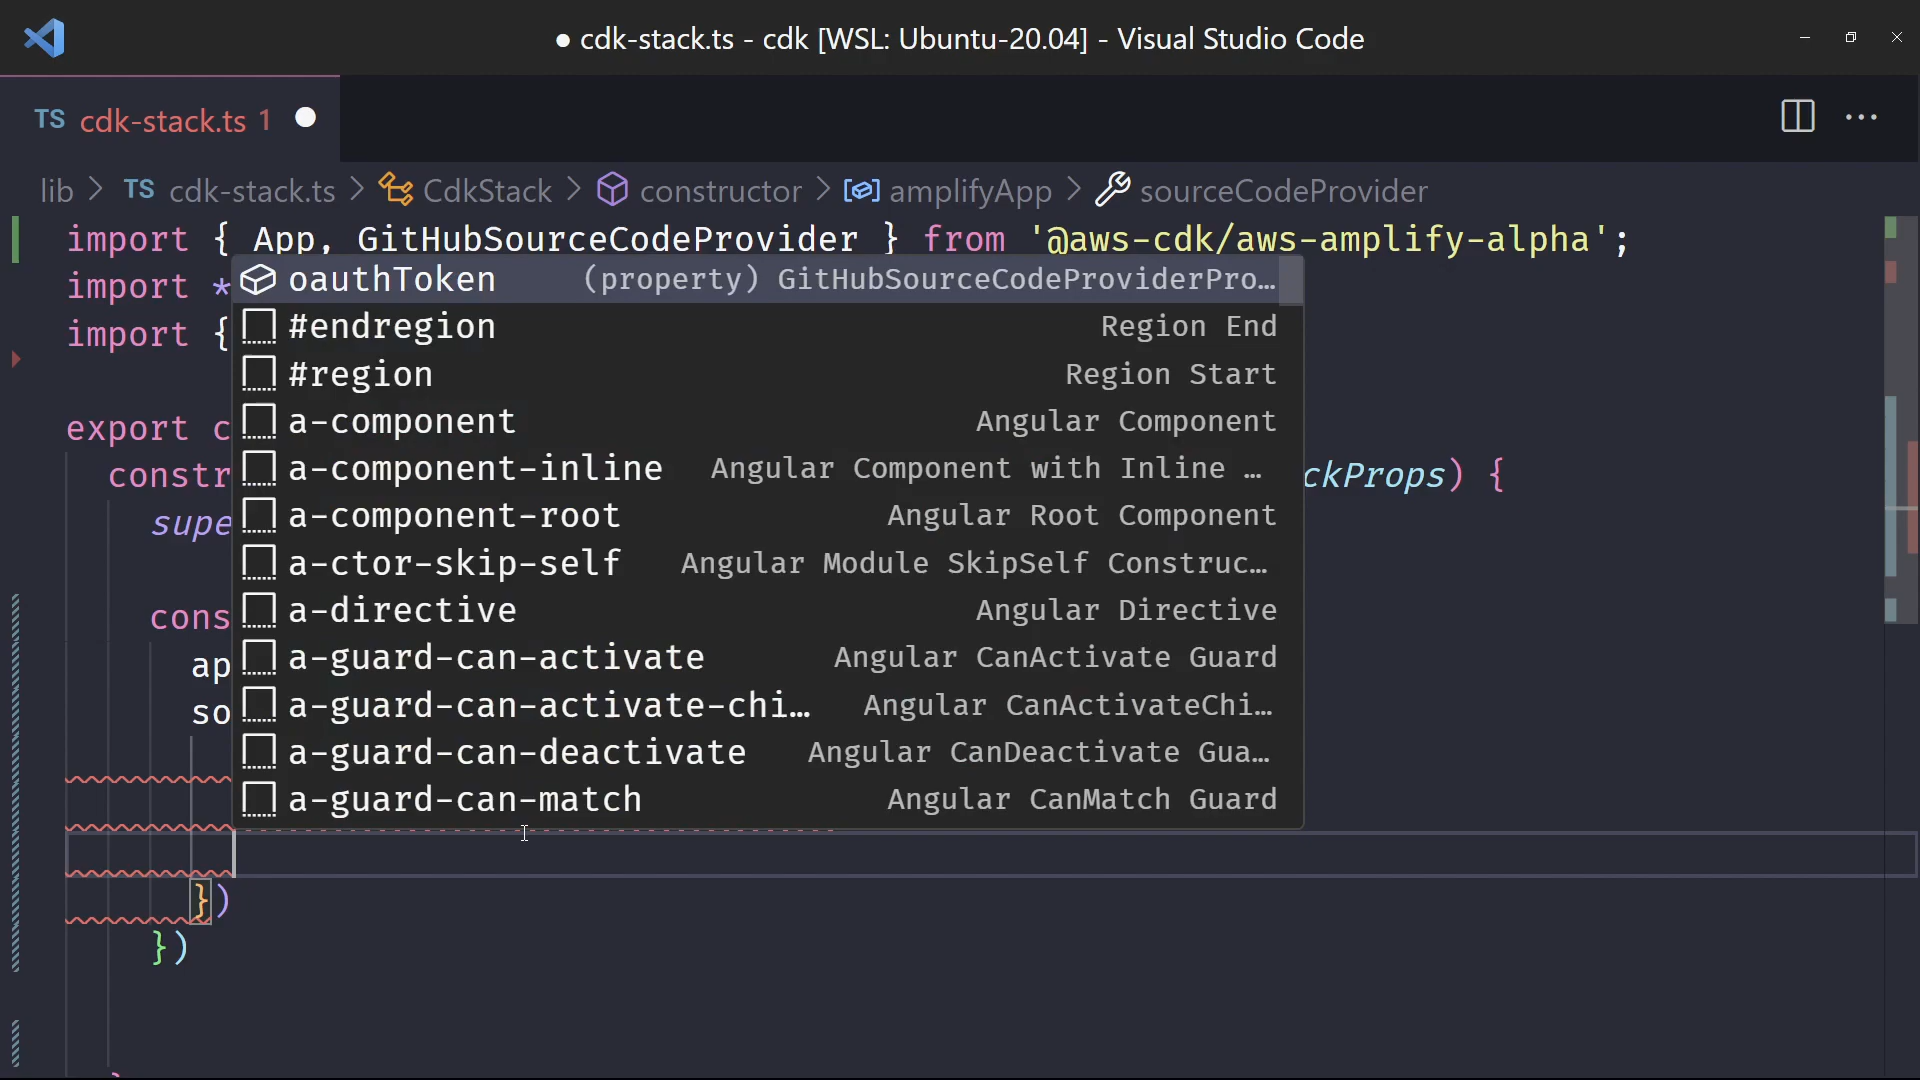 ● cdk-stack.ts - cdk [WSL: Ubuntu-20.04] - Visual Studio Code
TS cdk-stack.ts 1
lib > TS cdk-stack.ts > CdkStack > constructor > amplifyApp > sourceCodeProvider
import { App, GitHubSourceCodeProvider } from '@aws-cdk/aws-amplify-alpha';
import *
import {
export c
constr
ckProps) {
supe
cons
ap
so
oauthToken (property) GitHubSourceCodeProviderPro…
#endregion Region End
#region Region Start
a-component Angular Component
a-component-inline Angular Component with Inline …
a-component-root Angular Root Component
a-ctor-skip-self Angular Module SkipSelf Construc…
a-directive Angular Directive
a-guard-can-activate Angular CanActivate Guard
a-guard-can-activate-chi… Angular CanActivateChi…
a-guard-can-deactivate Angular CanDeactivate Gua…
a-guard-can-match Angular CanMatch Guard
})
})